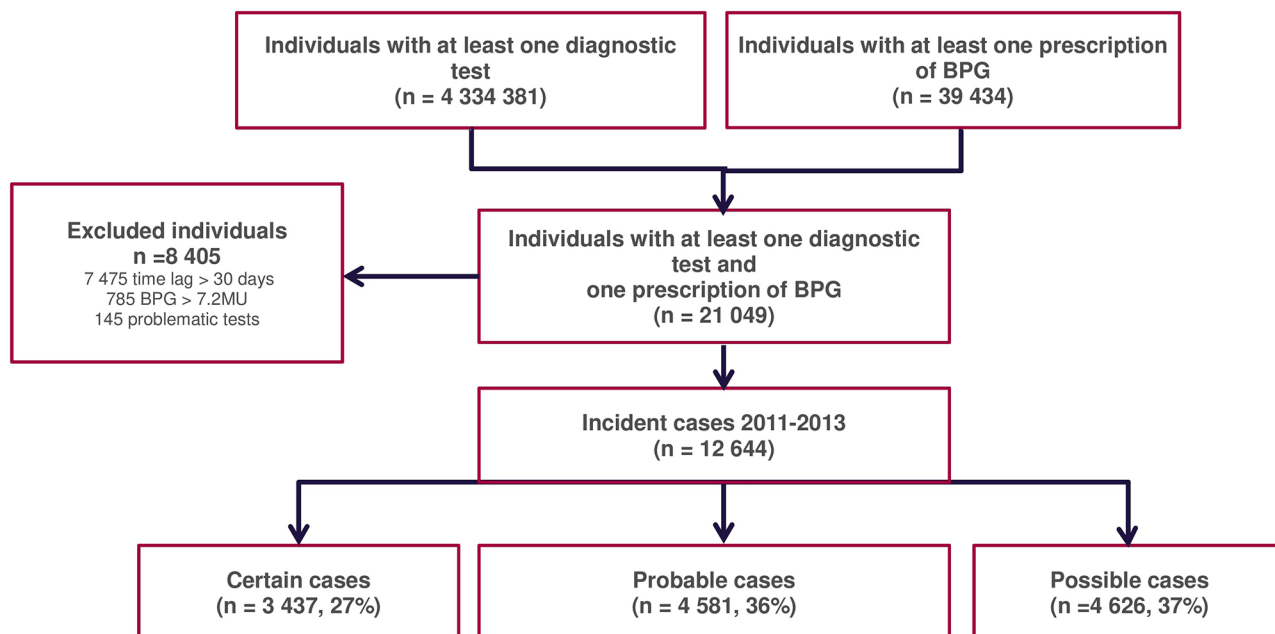 Individuals with at least one diagnostic
test
(n = 4 334 381)
Individuals with at least one prescription
of BPG
(n = 39 434)
Excluded individuals
n =8 405
7 475 time lag > 30 days
785 BPG > 7.2MU
145 problematic tests
Individuals with at least one diagnostic
test and
one prescription of BPG
(n = 21 049)
Incident cases 2011-2013
(n = 12 644)
Certain cases
(n = 3 437, 27%)
Probable cases
(n = 4 581, 36%)
Possible cases
(n =4 626, 37%)